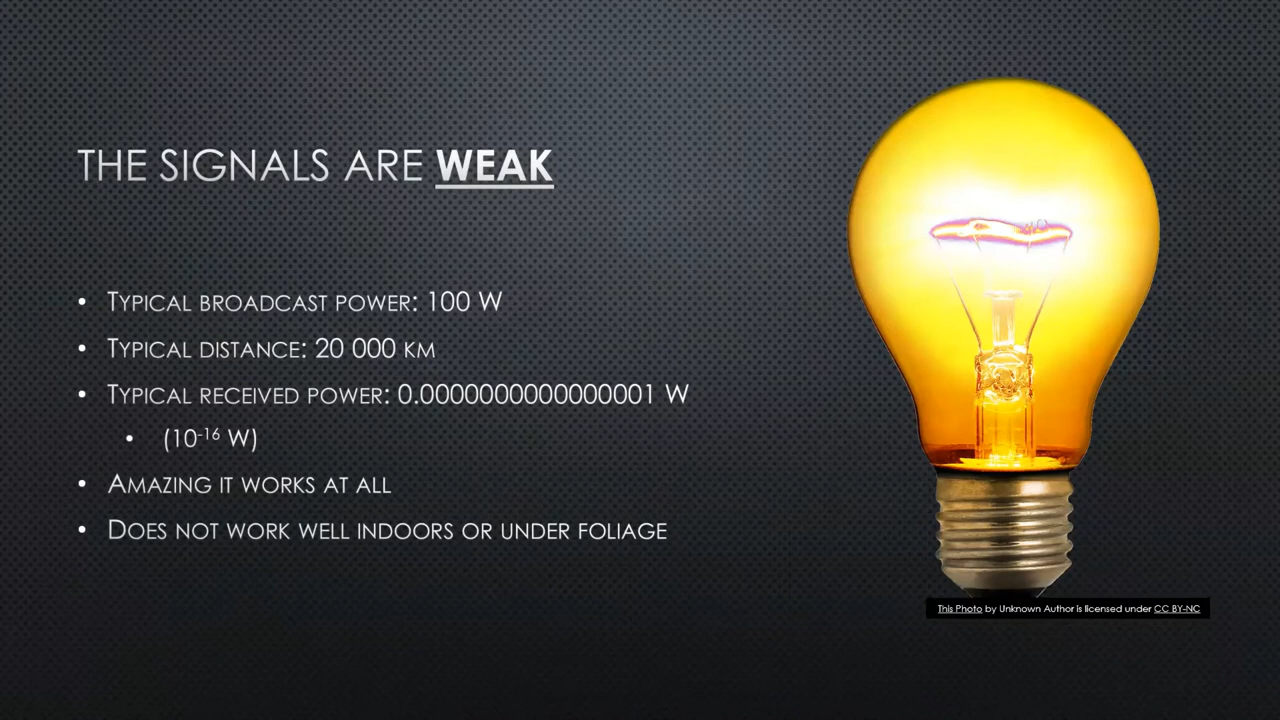 THE SIGNALS ARE WEAK
• TYPICAL BROADCAST POWER: 100 W
• TYPICAL DISTANCE: 20 000 KM
• TYPICAL RECEIVED POWER: 0.0000000000000001 W
• (10⁻¹⁶ W)
• AMAZING IT WORKS AT ALL
• DOES NOT WORK WELL INDOORS OR UNDER FOLIAGE
This Photo by Unknown Author is licensed under CC BY-NC